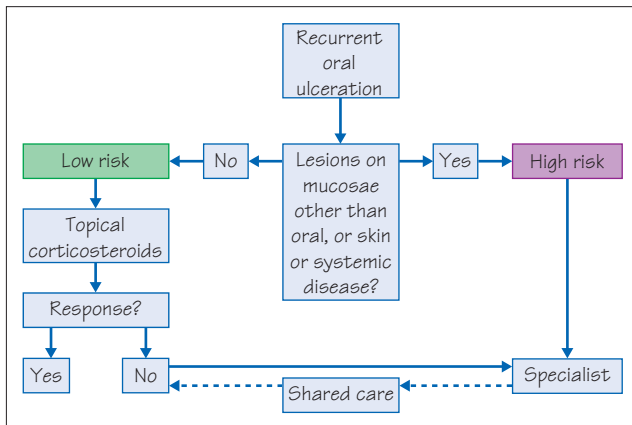 Recurrent
oral
ulceration
Low risk
No
Lesions on
mucosae
other than
oral, or skin
or systemic
disease?
Yes
High risk
Topical
corticosteroids
Response?
Yes
No
Shared care
Specialist